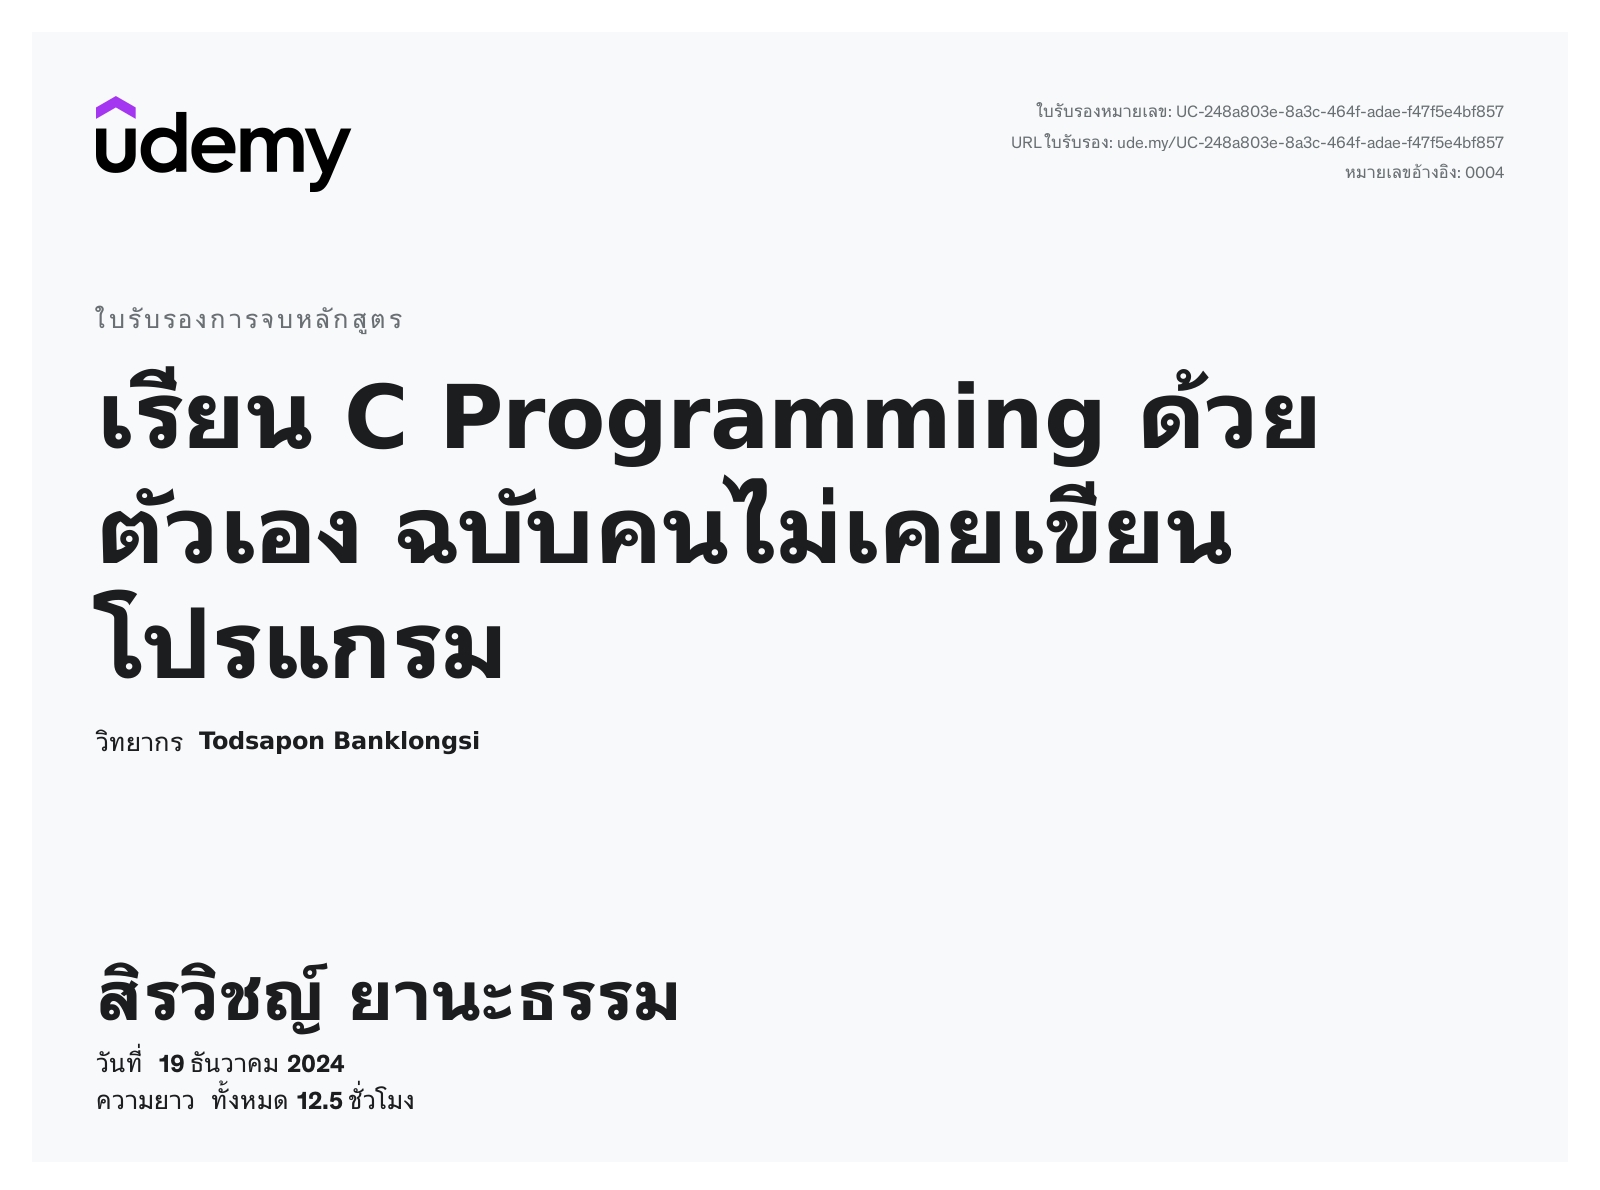 udemy
ใบรับรองหมายเลข: UC-248a803e-8a3c-464f-adae-f47f5e4bf857
URL ใบรับรอง: ude.my/UC-248a803e-8a3c-464f-adae-f47f5e4bf857
หมายเลขอ้างอิง: 0004
ใบรับรองการจบหลักสูตร
เรียน C Programming ด้วย
ตัวเอง ฉบับคนไม่เคยเขียน
โปรแกรม
วิทยากร Todsapon Banklongsi
สิรวิชญ์ ยานะธรรม
วันที่ 19 ธันวาคม 2024
ความยาว ทั้งหมด 12.5 ชั่วโมง